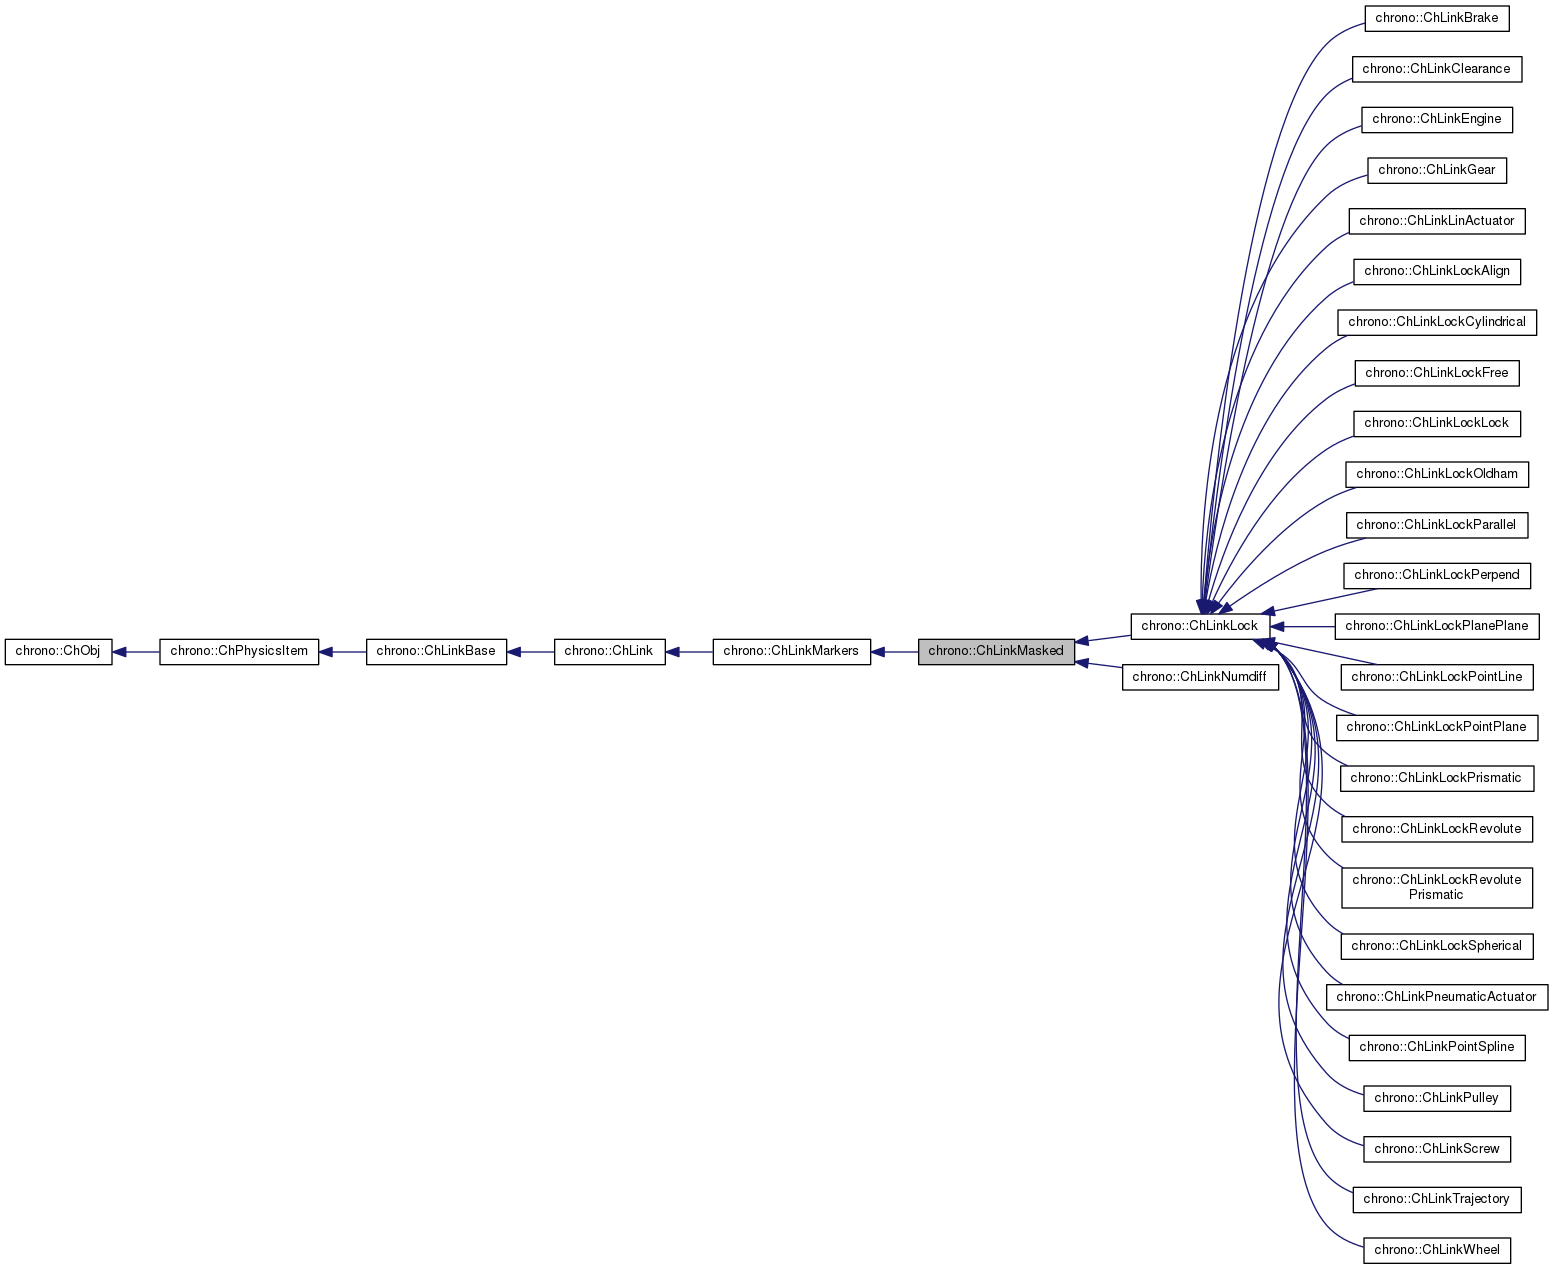 chrono::ChLinkBrake
chrono::ChLinkClearance
chrono::ChLinkEngine
chrono::ChLinkGear
chrono::ChLinkLinActuator
chrono::ChLinkLockAlign
chrono::ChLinkLockCylindrical
chrono::ChLinkLockFree
chrono::ChLinkLockLock
chrono::ChLinkLockOldham
chrono::ChLinkLockParallel
chrono::ChLinkLockPerpend
chrono::ChObj
chrono::ChPhysicsItem
chrono::ChLinkBase
chrono::ChLink
chrono::ChLinkMarkers
chrono::ChLinkMasked
chrono::ChLinkLock
chrono::ChLinkNumdiff
chrono::ChLinkLockPlanePlane
chrono::ChLinkLockPointLine
chrono::ChLinkLockPointPlane
chrono::ChLinkLockPrismatic
chrono::ChLinkLockRevolute
chrono::ChLinkLockRevolute
Prismatic
chrono::ChLinkLockSpherical
chrono::ChLinkPneumaticActuator
chrono::ChLinkPointSpline
chrono::ChLinkPulley
chrono::ChLinkScrew
chrono::ChLinkTrajectory
chrono::ChLinkWheel